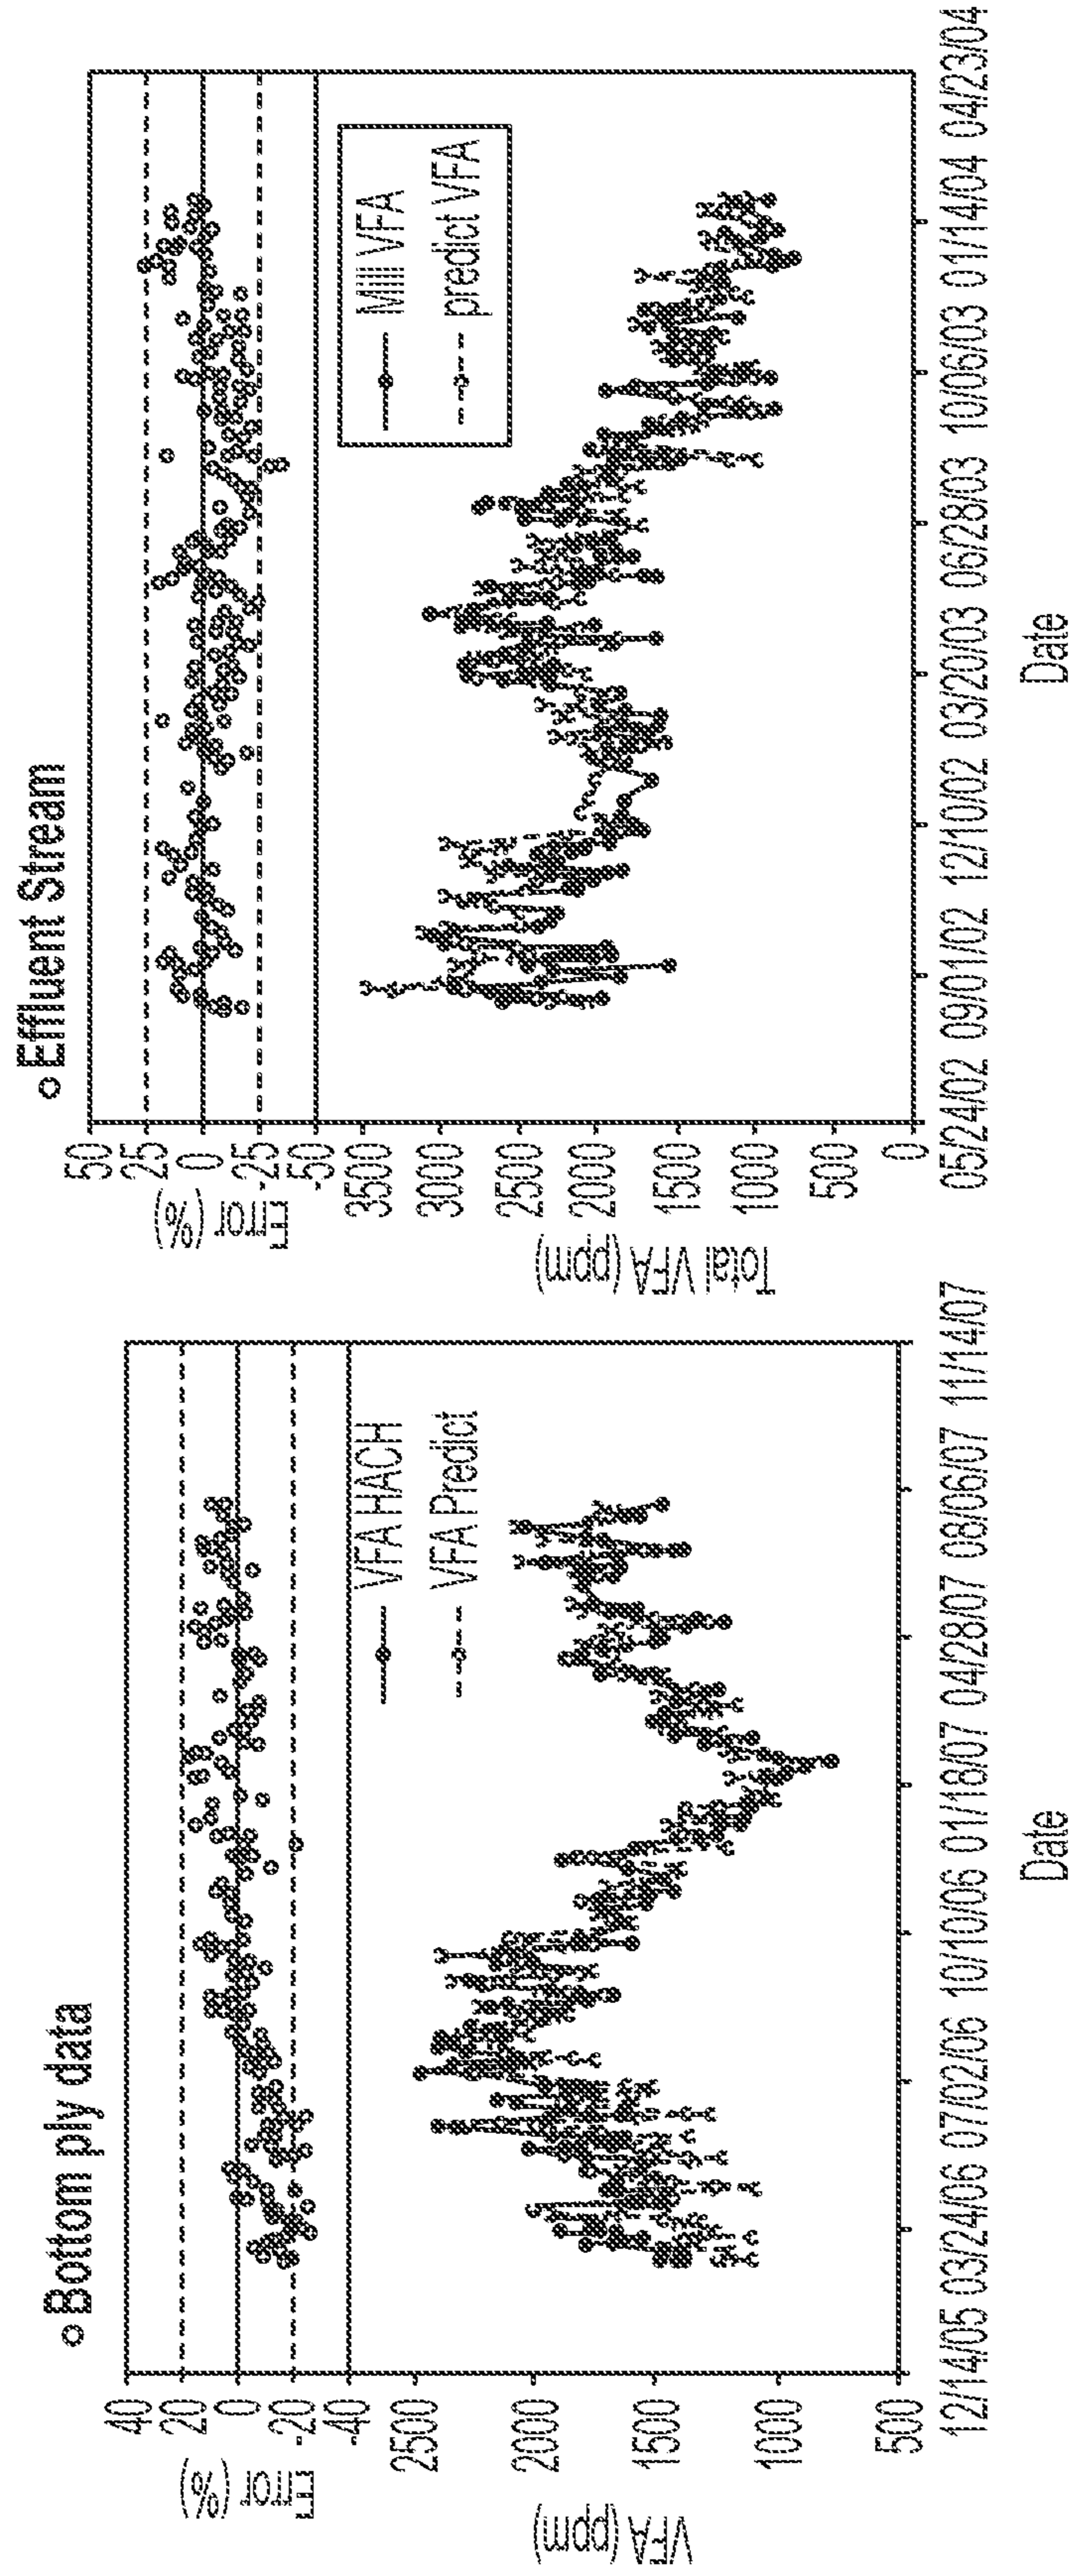 ○ Bottom ply data
40
20
0
-20
-40
Error (%)
VFA HACH
VFA Predict
2500
2000
1500
1000
500
VFA (ppm)
12/14/05 03/24/06 07/02/06 10/10/06 01/18/07 04/28/07 08/06/07 11/14/07
Date
○ Effluent Stream
50
25
0
-25
-50
Error (%)
Mill VFA
predict VFA
3500
3000
2500
2000
1500
1000
500
0
Total VFA (ppm)
05/24/02 09/01/02 12/10/02 03/20/03 06/28/03 10/06/03 01/14/04 04/23/04
Date